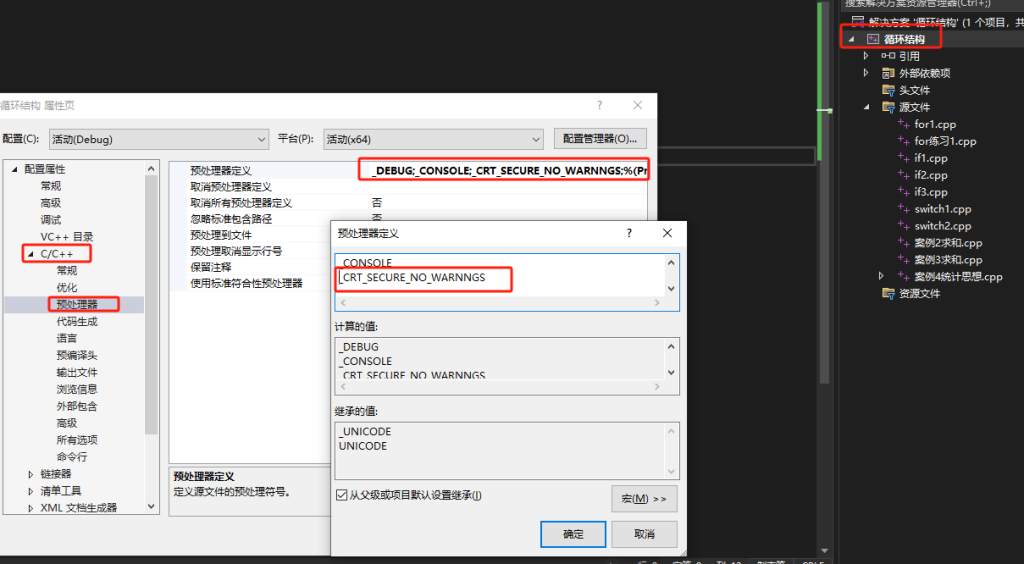 搜索解决方案资源管理器(Ctrl+;)
解决方案 '循环结构' (1 个项目，共
循环结构
引用
外部依赖项
头文件
源文件
for1.cpp
for练习1.cpp
if1.cpp
if2.cpp
if3.cpp
switch1.cpp
switch2.cpp
案例2求和.cpp
案例3求和.cpp
案例4统计思想.cpp
资源文件
循环结构 属性页
?
配置(C):
活动(Debug)
平台(P):
活动(x64)
配置管理器(O)...
配置属性
常规
高级
调试
VC++ 目录
C/C++
常规
优化
预处理器
代码生成
语言
预编译头
输出文件
浏览信息
外部包含
高级
所有选项
命令行
链接器
清单工具
XML 文档生成器
预处理器定义
_DEBUG;_CONSOLE;_CRT_SECURE_NO_WARNNGS;%(Pr
取消预处理器定义
取消所有预处理器定义
否
忽略标准包含路径
否
预处理到文件
预处理取消显示行号
保留注释
使用标准符合性预处理器
预处理器定义
定义源文件的预处理符号。
预处理器定义
?
_CONSOLE
_CRT_SECURE_NO_WARNNGS
计算的值:
_DEBUG
_CONSOLE
_CRT_SECURE_NO_WARNNGS
继承的值:
_UNICODE
UNICODE
从父级或项目默认设置继承(I)
宏(M) >>
确定
取消